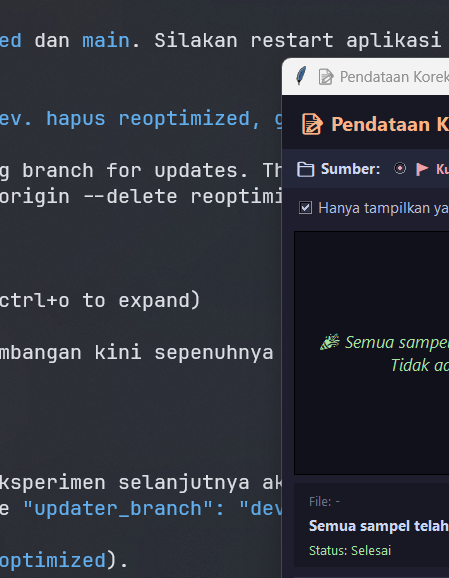 ed dan main. Silakan restart aplikasi
ev. hapus reoptimized, g
g branch for updates. Th
origin --delete reoptimi
ctrl+o to expand)
mbangan kini sepenuhnya
ksperimen selanjutnya ak
e "updater_branch": "dev
optimized).
Pendataan Korek
Pendataan K
Sumber: Ku
Hanya tampilkan ya
Semua sampel
Tidak ad
File: -
Semua sampel telah
Status: Selesai